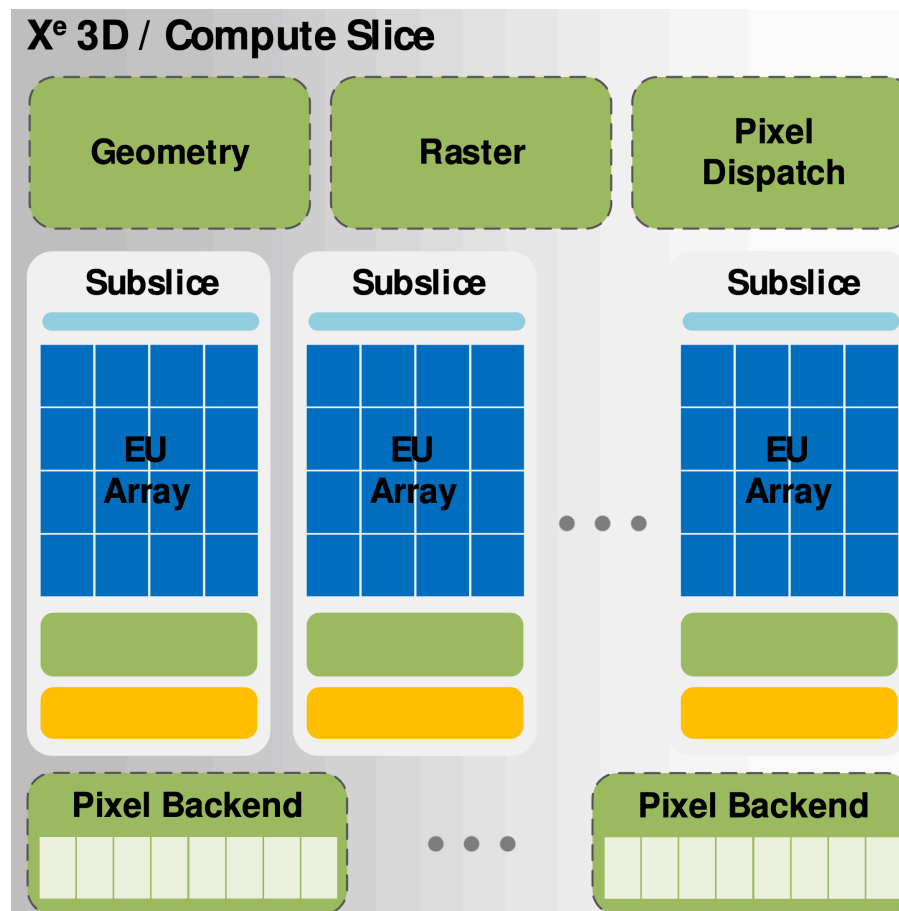 Xᵉ 3D / Compute Slice
Geometry
Raster
Pixel
Dispatch
Subslice
Subslice
Subslice
EU
Array
EU
Array
EU
Array
Pixel Backend
Pixel Backend